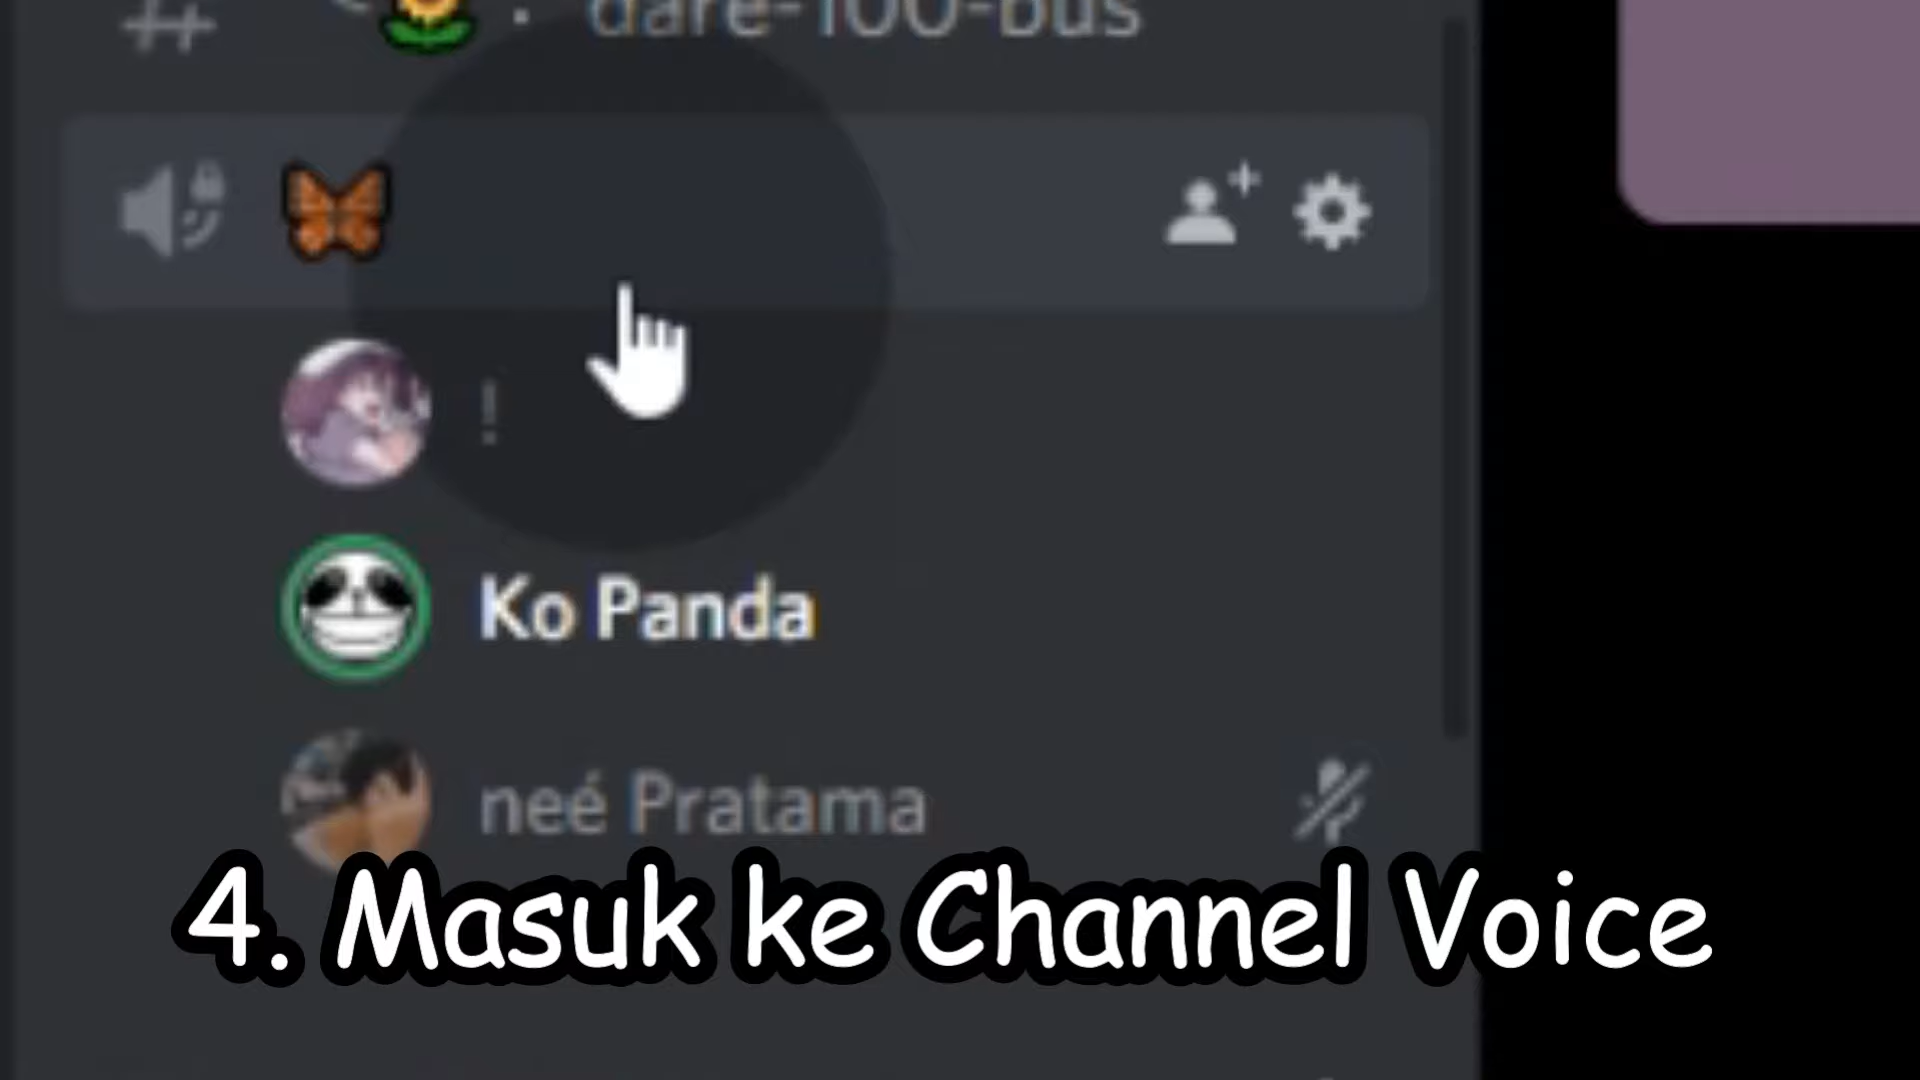 dare-100-bus
!
Ko Panda
neé Pratama
4. Masuk ke Channel Voice